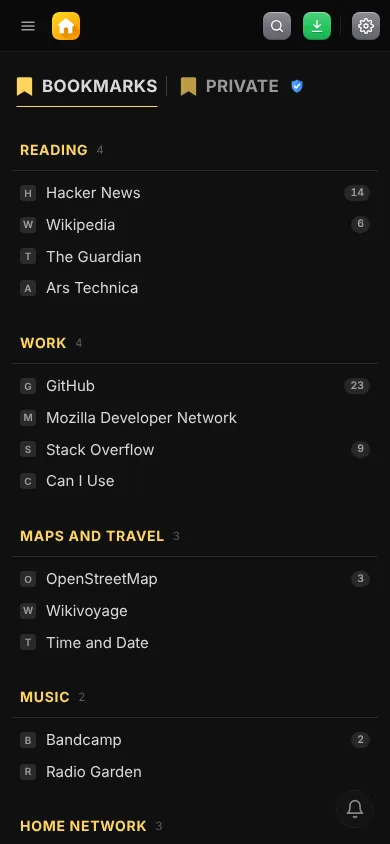 BOOKMARKS PRIVATE
READING 4
H Hacker News 14
W Wikipedia 6
T The Guardian
A Ars Technica
WORK 4
G GitHub 23
M Mozilla Developer Network
S Stack Overflow 9
C Can I Use
MAPS AND TRAVEL 3
O OpenStreetMap 3
W Wikivoyage
T Time and Date
MUSIC 2
B Bandcamp 2
R Radio Garden
HOME NETWORK 3